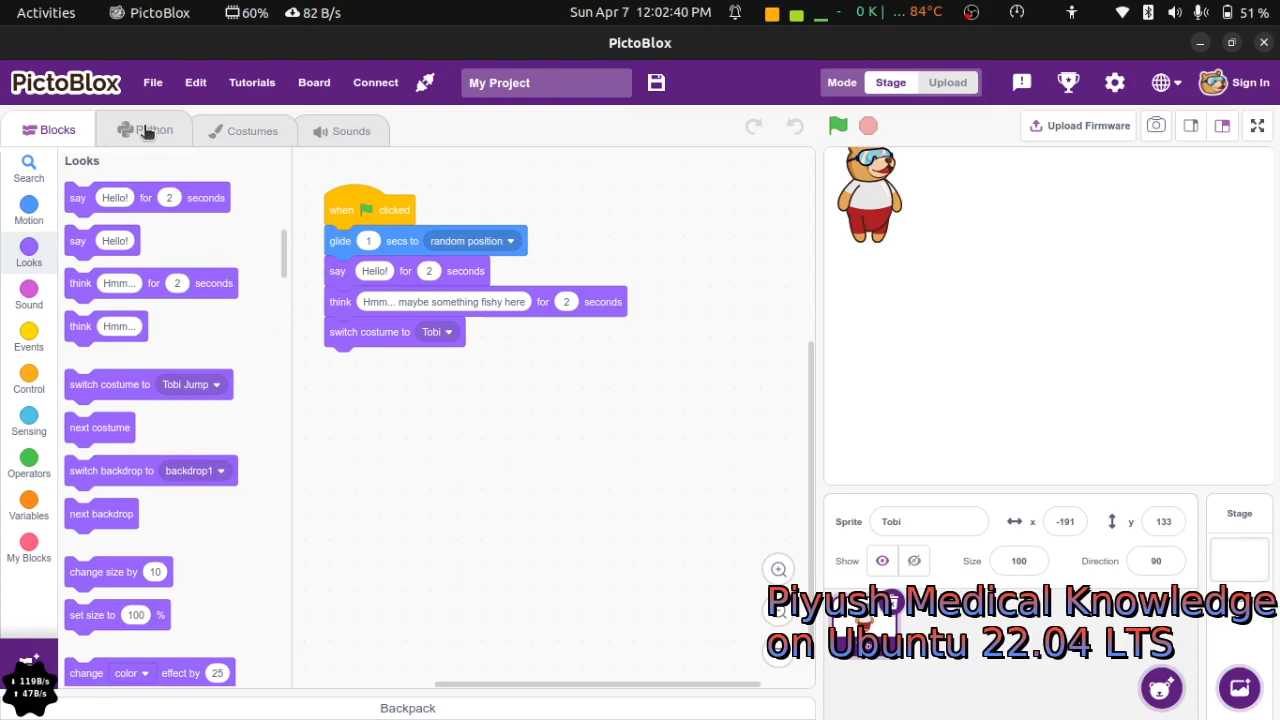 Activities PictoBlox 60% 82 B/s Sun Apr 7 12:02:40 PM 0 K | ... 84°C 51 %
PictoBlox
PictoBlox File Edit Tutorials Board Connect My Project Mode Stage Upload Sign In
Blocks Python Costumes Sounds Upload Firmware
Search
Motion
Looks
Sound
Events
Control
Sensing
Operators
Variables
My Blocks
Looks
say Hello! for 2 seconds
say Hello!
think Hmm... for 2 seconds
think Hmm...
switch costume to Tobi Jump
next costume
switch backdrop to backdrop1
next backdrop
change size by 10
set size to 100 %
change color effect by 25
when clicked
glide 1 secs to random position
say Hello! for 2 seconds
think Hmm... maybe something fishy here for 2 seconds
switch costume to Tobi
Sprite Tobi x -191 y 133
Show Size 100 Direction 90
Stage
Piyush Medical Knowledge
on Ubuntu 22.04 LTS
119B/s
47B/s
Backpack